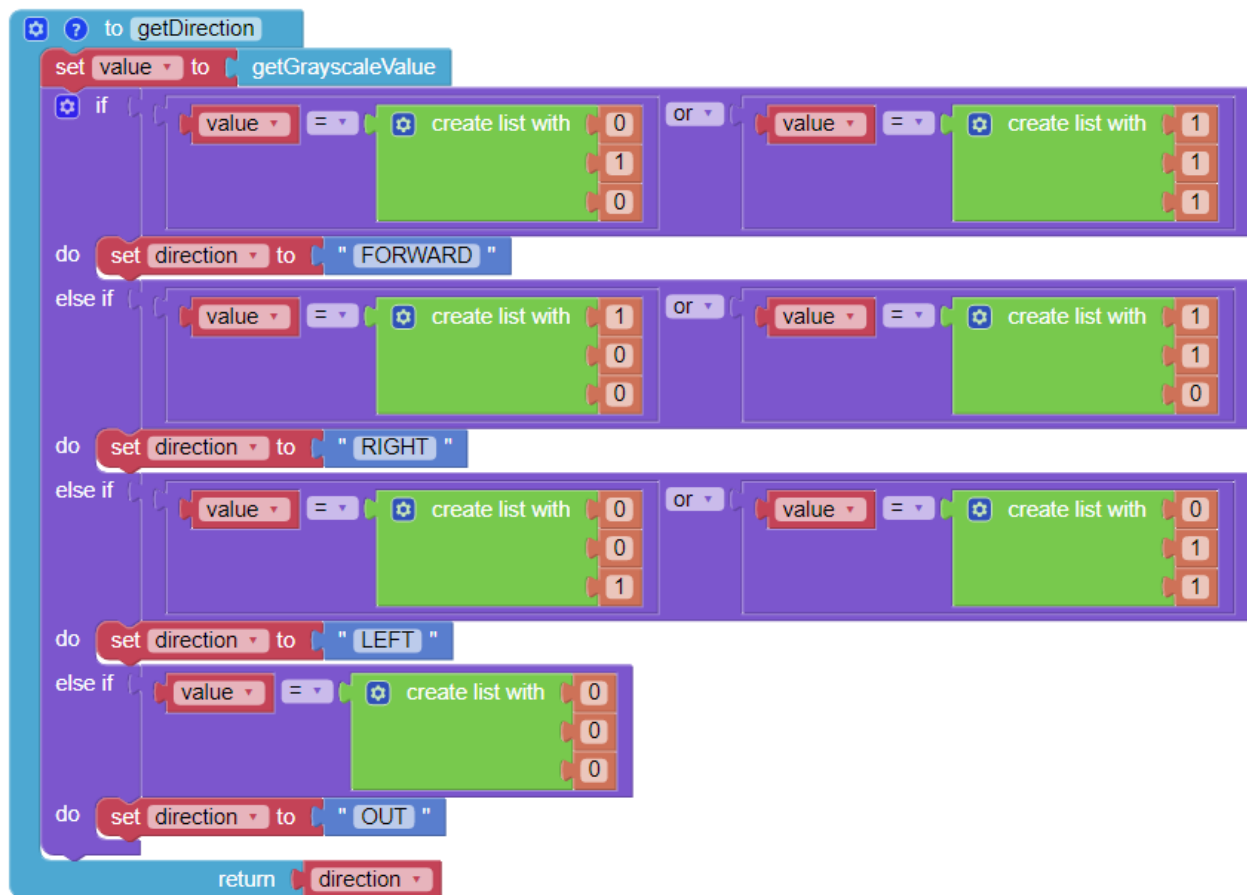 ? to getDirection
set value to getGrayscaleValue
if value = create list with 0 or value = create list with 1
1 1
0 1
do set direction to " FORWARD "
else if value = create list with 1 or value = create list with 1
0 1
0 0
do set direction to " RIGHT "
else if value = create list with 0 or value = create list with 0
0 1
1 1
do set direction to " LEFT "
else if value = create list with 0
0
0
do set direction to " OUT "
return direction